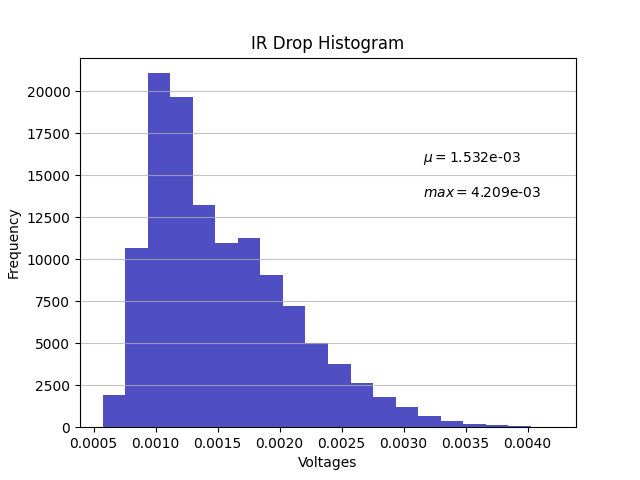 IR Drop Histogram
Frequency
20000
17500
15000
12500
10000
7500
5000
2500
0
μ = 1.532e-03
max = 4.209e-03
0.0005 0.0010 0.0015 0.0020 0.0025 0.0030 0.0035 0.0040
Voltages